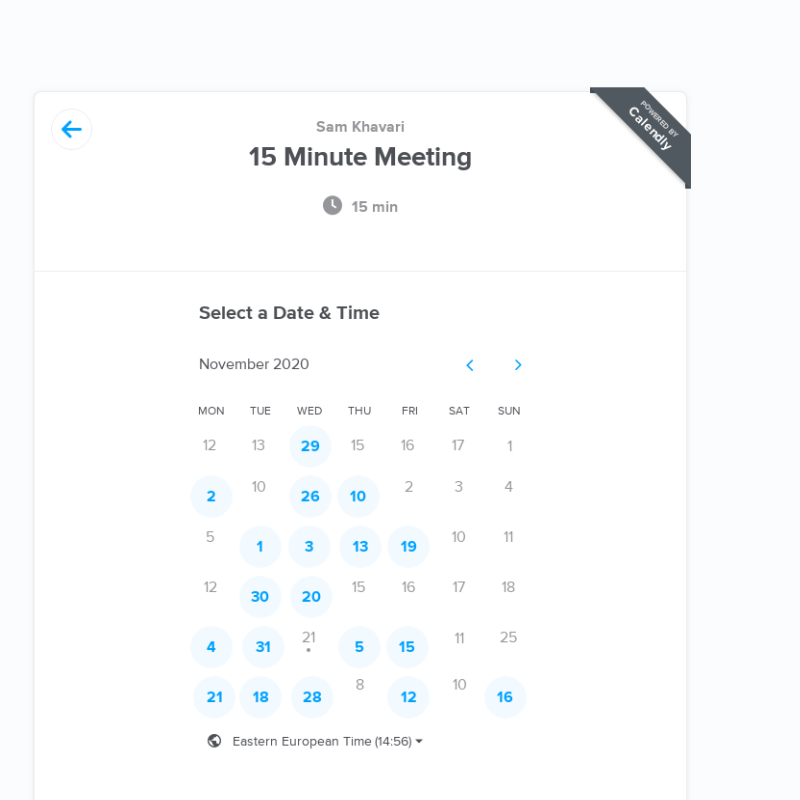 POWERED BY
Calendly
Sam Khavari
15 Minute Meeting
15 min
Select a Date & Time
November 2020
MON TUE WED THU FRI SAT SUN
12 13 29 15 16 17 1
2 10 26 10 2 3 4
5 1 3 13 19 10 11
12 30 20 15 16 17 18
4 31 21 5 15 11 25
21 18 28 8 12 10 16
Eastern European Time (14:56)